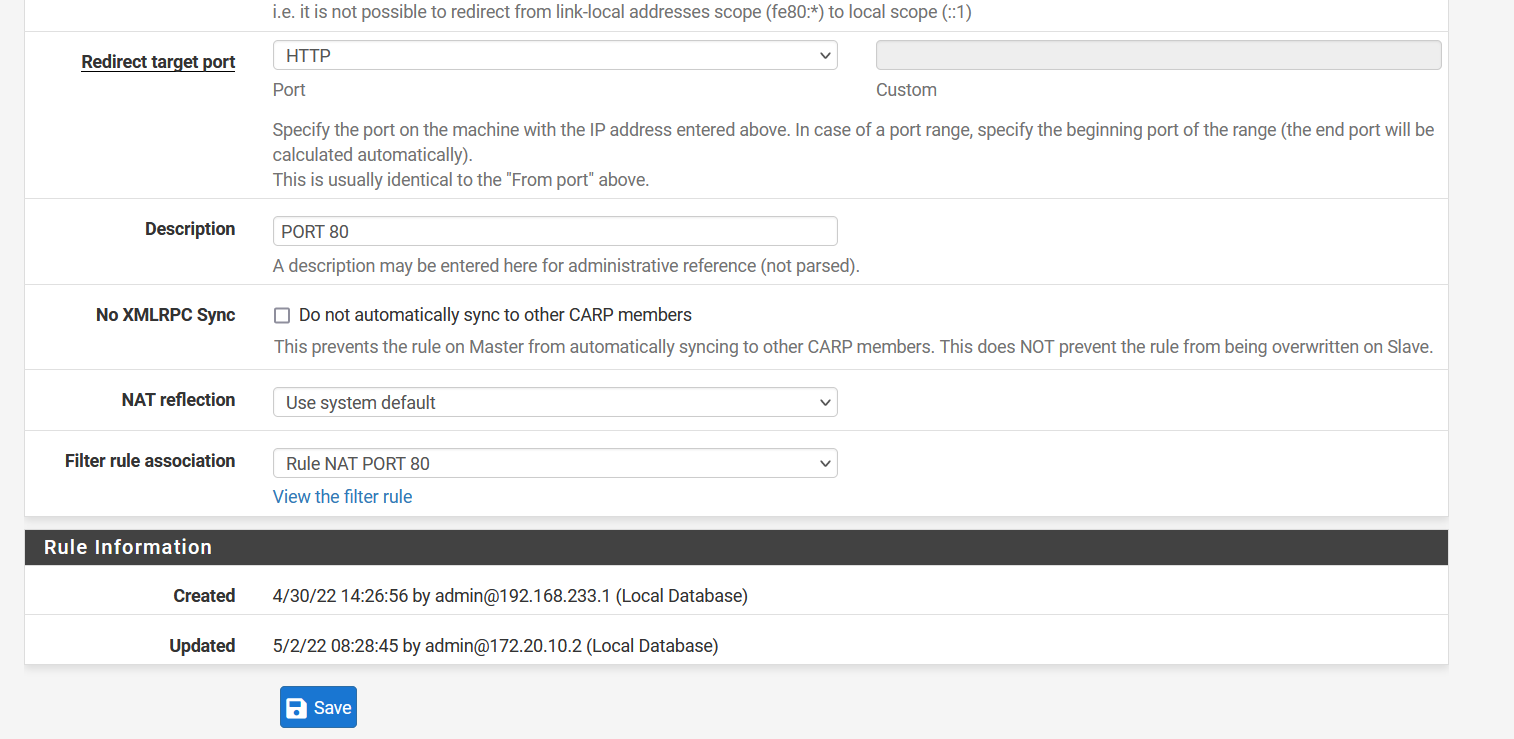 i.e. it is not possible to redirect from link-local addresses scope (fe80:*) to local scope (::1)
Redirect target port
HTTP
Port
Custom
Specify the port on the machine with the IP address entered above. In case of a port range, specify the beginning port of the range (the end port will be
calculated automatically).
This is usually identical to the "From port" above.
Description
PORT 80
A description may be entered here for administrative reference (not parsed).
No XMLRPC Sync
Do not automatically sync to other CARP members
This prevents the rule on Master from automatically syncing to other CARP members. This does NOT prevent the rule from being overwritten on Slave.
NAT reflection
Use system default
Filter rule association
Rule NAT PORT 80
View the filter rule
Rule Information
Created
4/30/22 14:26:56 by admin@192.168.233.1 (Local Database)
Updated
5/2/22 08:28:45 by admin@172.20.10.2 (Local Database)
Save